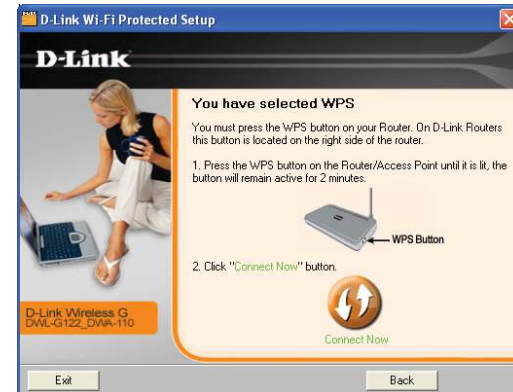 D-Link Wi-Fi Protected Setup
D-Link
You have selected WPS
You must press the WPS button on your Router. On D-Link Routers
this button is located on the right side of the router.
1. Press the WPS button on the Router/Access Point until it is lit, the
button will remain active for 2 minutes.
WPS Button
2. Click "Connect Now" button.
Connect Now
D-Link Wireless G
DWL-G122_DWA-110
Exit
Back